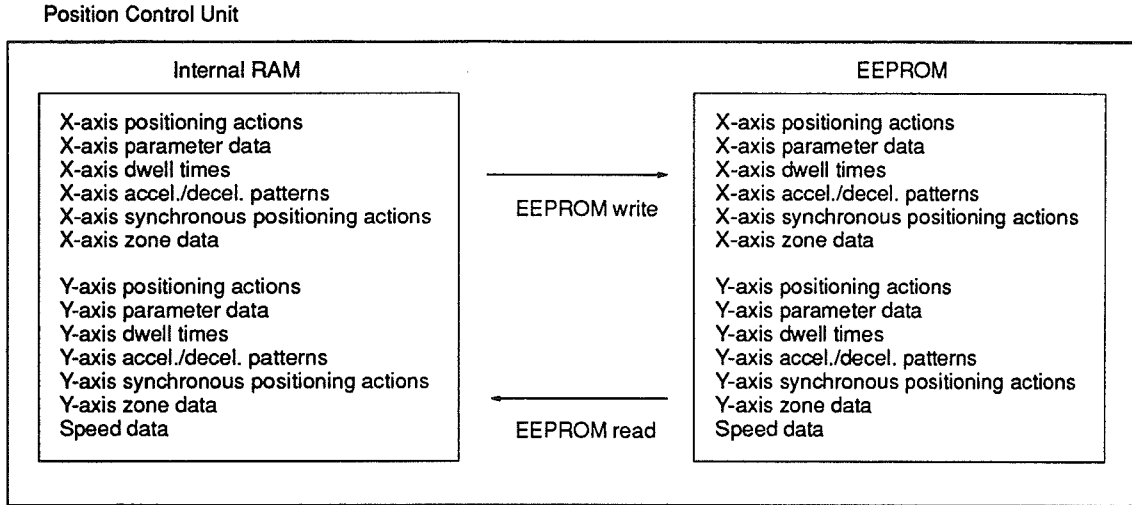 Position Control Unit
Internal RAM
X-axis positioning actions
X-axis parameter data
X-axis dwell times
X-axis accel./decel. patterns
X-axis synchronous positioning actions
X-axis zone data
Y-axis positioning actions
Y-axis parameter data
Y-axis dwell times
Y-axis accel./decel. patterns
Y-axis synchronous positioning actions
Y-axis zone data
Speed data
EEPROM write
EEPROM read
EEPROM
X-axis positioning actions
X-axis parameter data
X-axis dwell times
X-axis accel./decel. patterns
X-axis synchronous positioning actions
X-axis zone data
Y-axis positioning actions
Y-axis parameter data
Y-axis dwell times
Y-axis accel./decel. patterns
Y-axis synchronous positioning actions
Y-axis zone data
Speed data